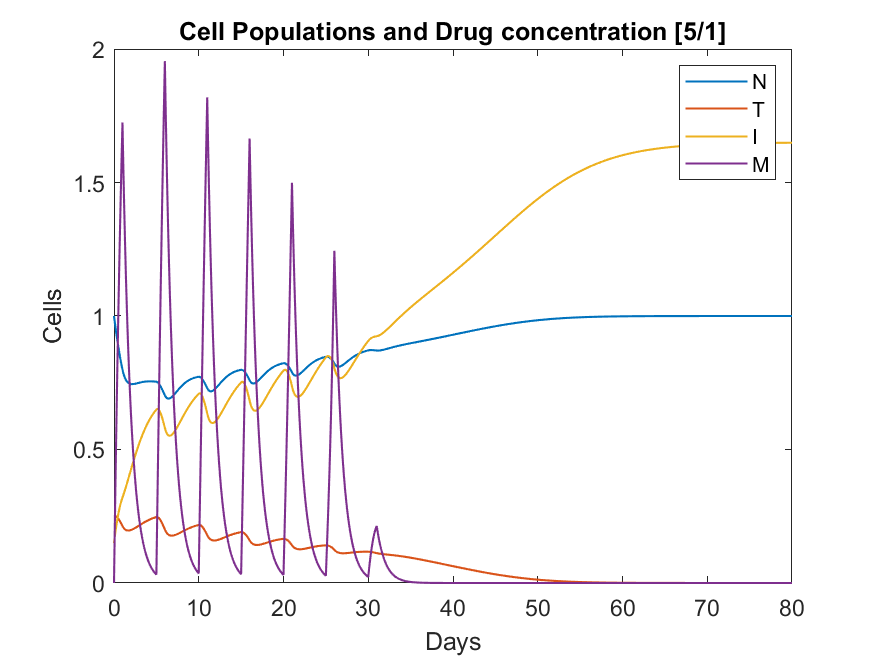 Cell Populations and Drug concentration [5/1]
2
1.5
1
0.5
0
Cells
N
T
I
M
0 10 20 30 40 50 60 70 80
Days